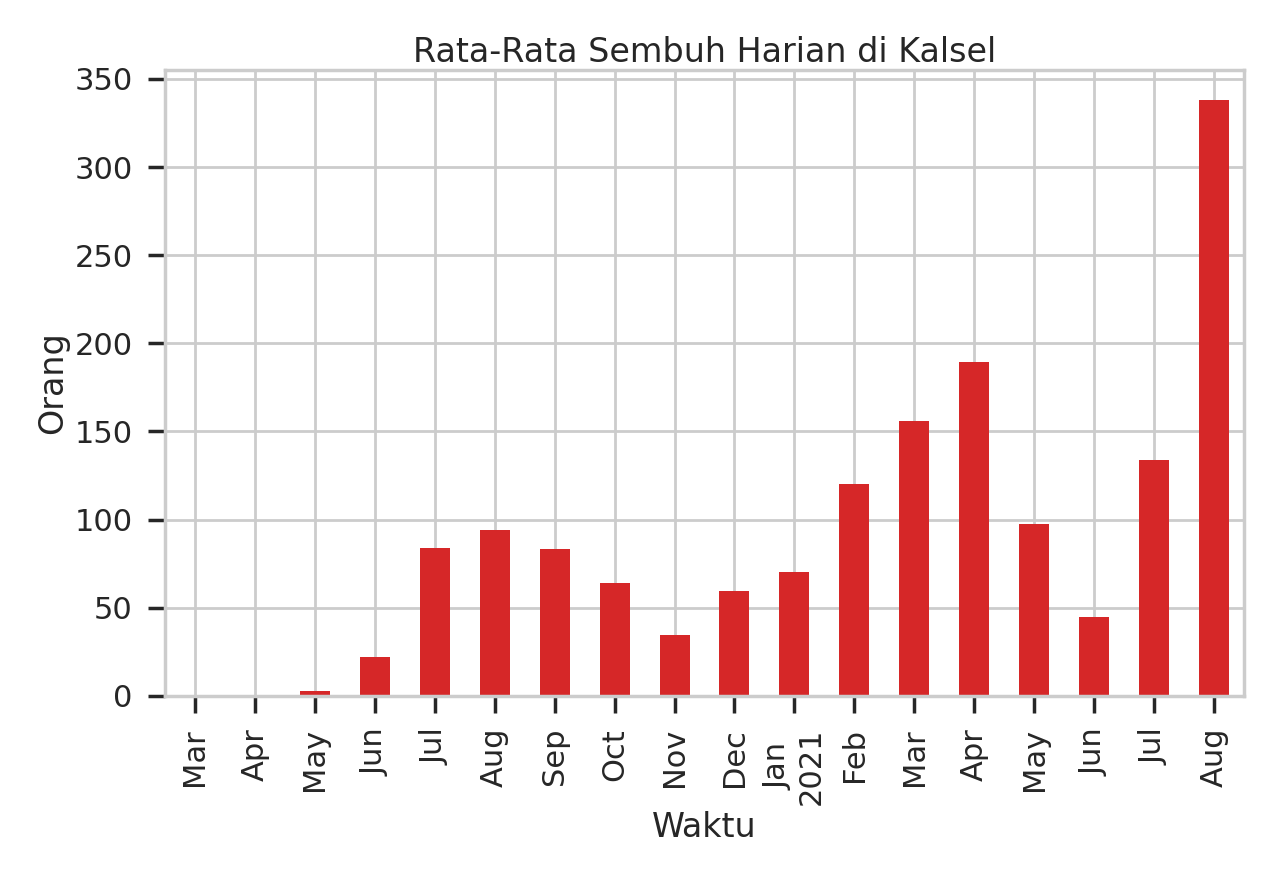 Rata-Rata Sembuh Harian di Kalsel
350
300
250
200
150
100
50
0
Orang
Mar
Apr
May
Jun
Jul
Aug
Sep
Oct
Nov
Dec
Jan
2021
Feb
Mar
Apr
May
Jun
Jul
Aug
Waktu